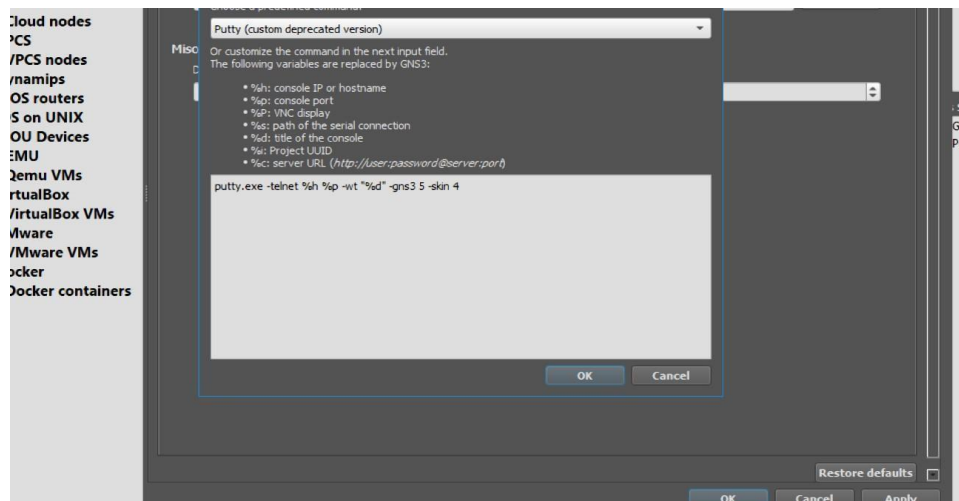 Cloud nodes
PCS
VPCS nodes
ynamips
OS routers
S on UNIX
OU Devices
EMU
Qemu VMs
rtualBox
VirtualBox VMs
Mware
VMware VMs
ocker
Docker containers
Misc
Choose a predefined command:
Putty (custom deprecated version)
Or customize the command in the next input field.
The following variables are replaced by GNS3:
• %h: console IP or hostname
• %p: console port
• %P: VNC display
• %s: path of the serial connection
• %d: title of the console
• %i: Project UUID
• %c: server URL (http://user:password@server:port)
putty.exe -telnet %h %p -wt "%d" -gns3 5 -skin 4
OK Cancel
Restore defaults
OK Cancel Apply